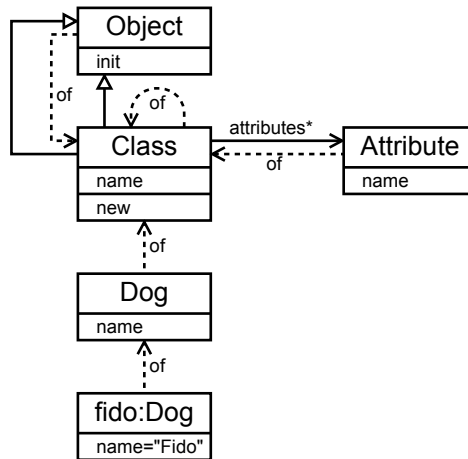 Object
init
of
of
Class
name
new
attributes*
of
Attribute
name
of
Dog
name
of
fido:Dog
name="Fido"